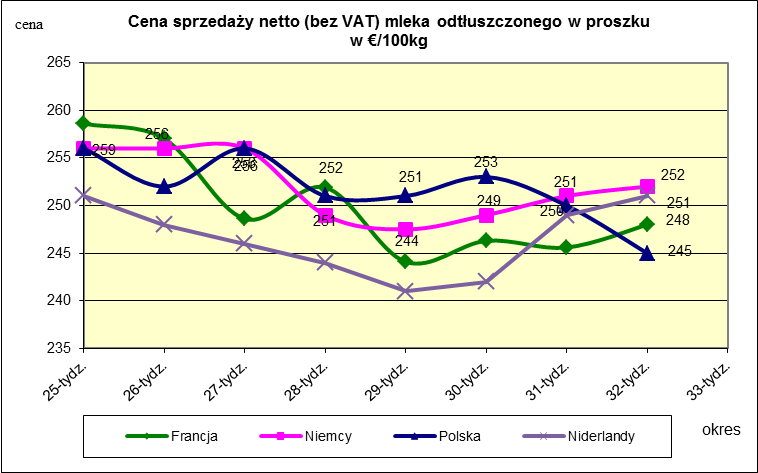 cena
Cena sprzedaży netto (bez VAT) mleka odtłuszczonego w proszku
w €/100kg
265
260
255
250
245
240
235
259
256
256
252
251
251
244
253
249
251
250
252
251
248
245
25-tydz.
26-tydz.
27-tydz.
28-tydz.
29-tydz.
30-tydz.
31-tydz.
32-tydz.
33-tydz.
okres
Francja Niemcy Polska Niderlandy